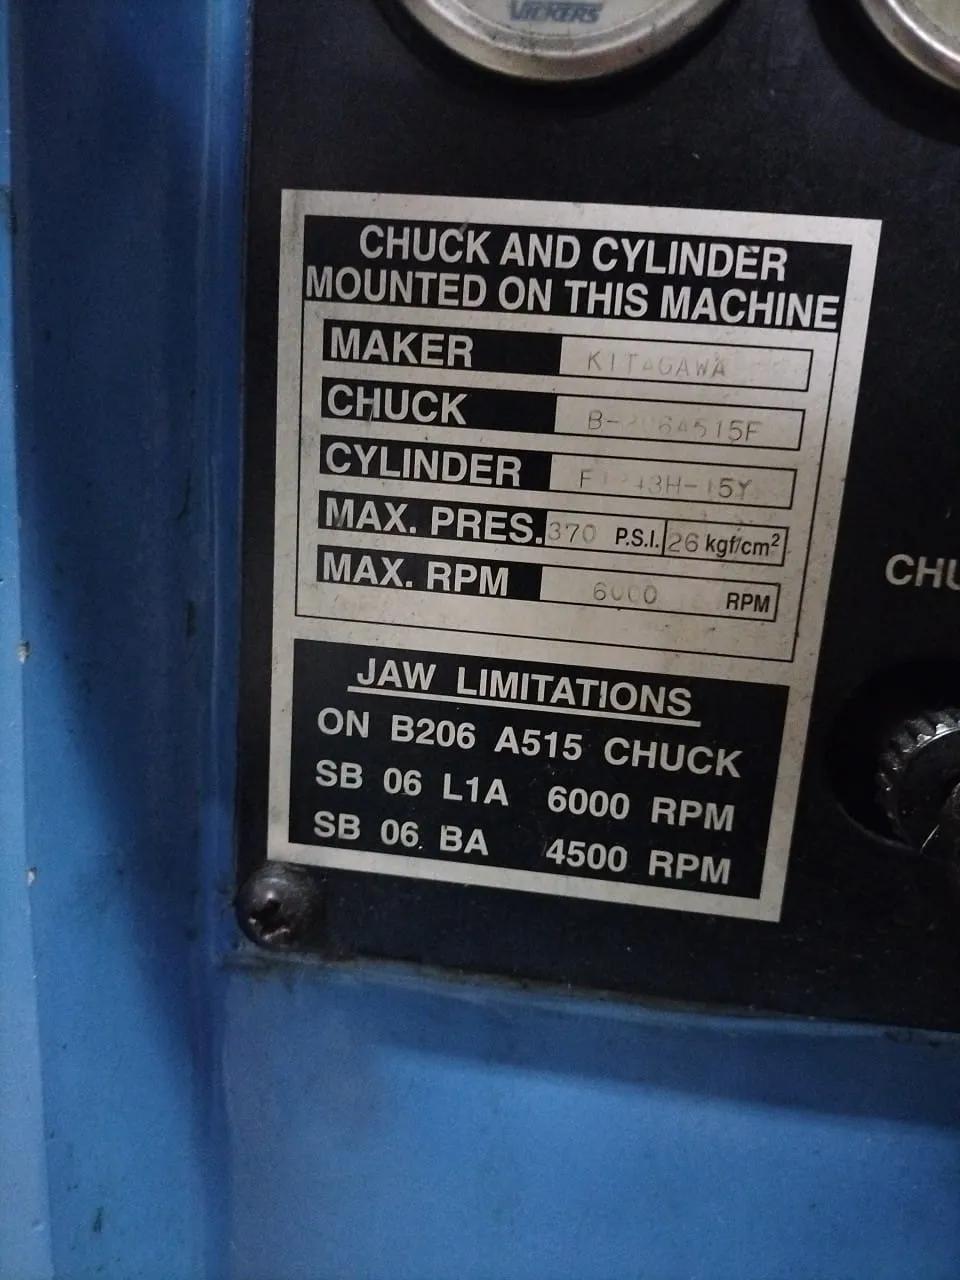 VICKERS
CHUCK AND CYLINDER
MOUNTED ON THIS MACHINE
MAKER KITAGAWA
CHUCK B-206A515F
CYLINDER
MAX. PRES. 370 P.S.I. 26 kgf/cm²
MAX. RPM 6000 RPM
JAW LIMITATIONS
ON B206 A515 CHUCK
SB 06 L1A 6000 RPM
SB 06 BA 4500 RPM
CHU